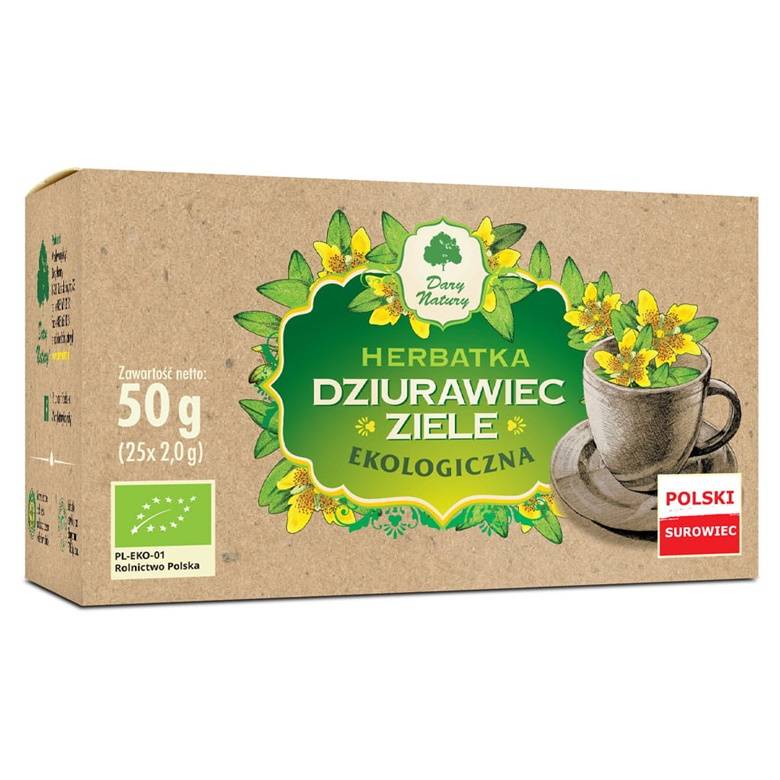 Dary
Natury
HERBATKA
DZIURAWIEC
ZIELE
EKOLOGICZNA
Zawartość netto:
50 g
(25x 2,0 g)
PL-EKO-01
Rolnictwo Polska
POLSKI
SUROWIEC